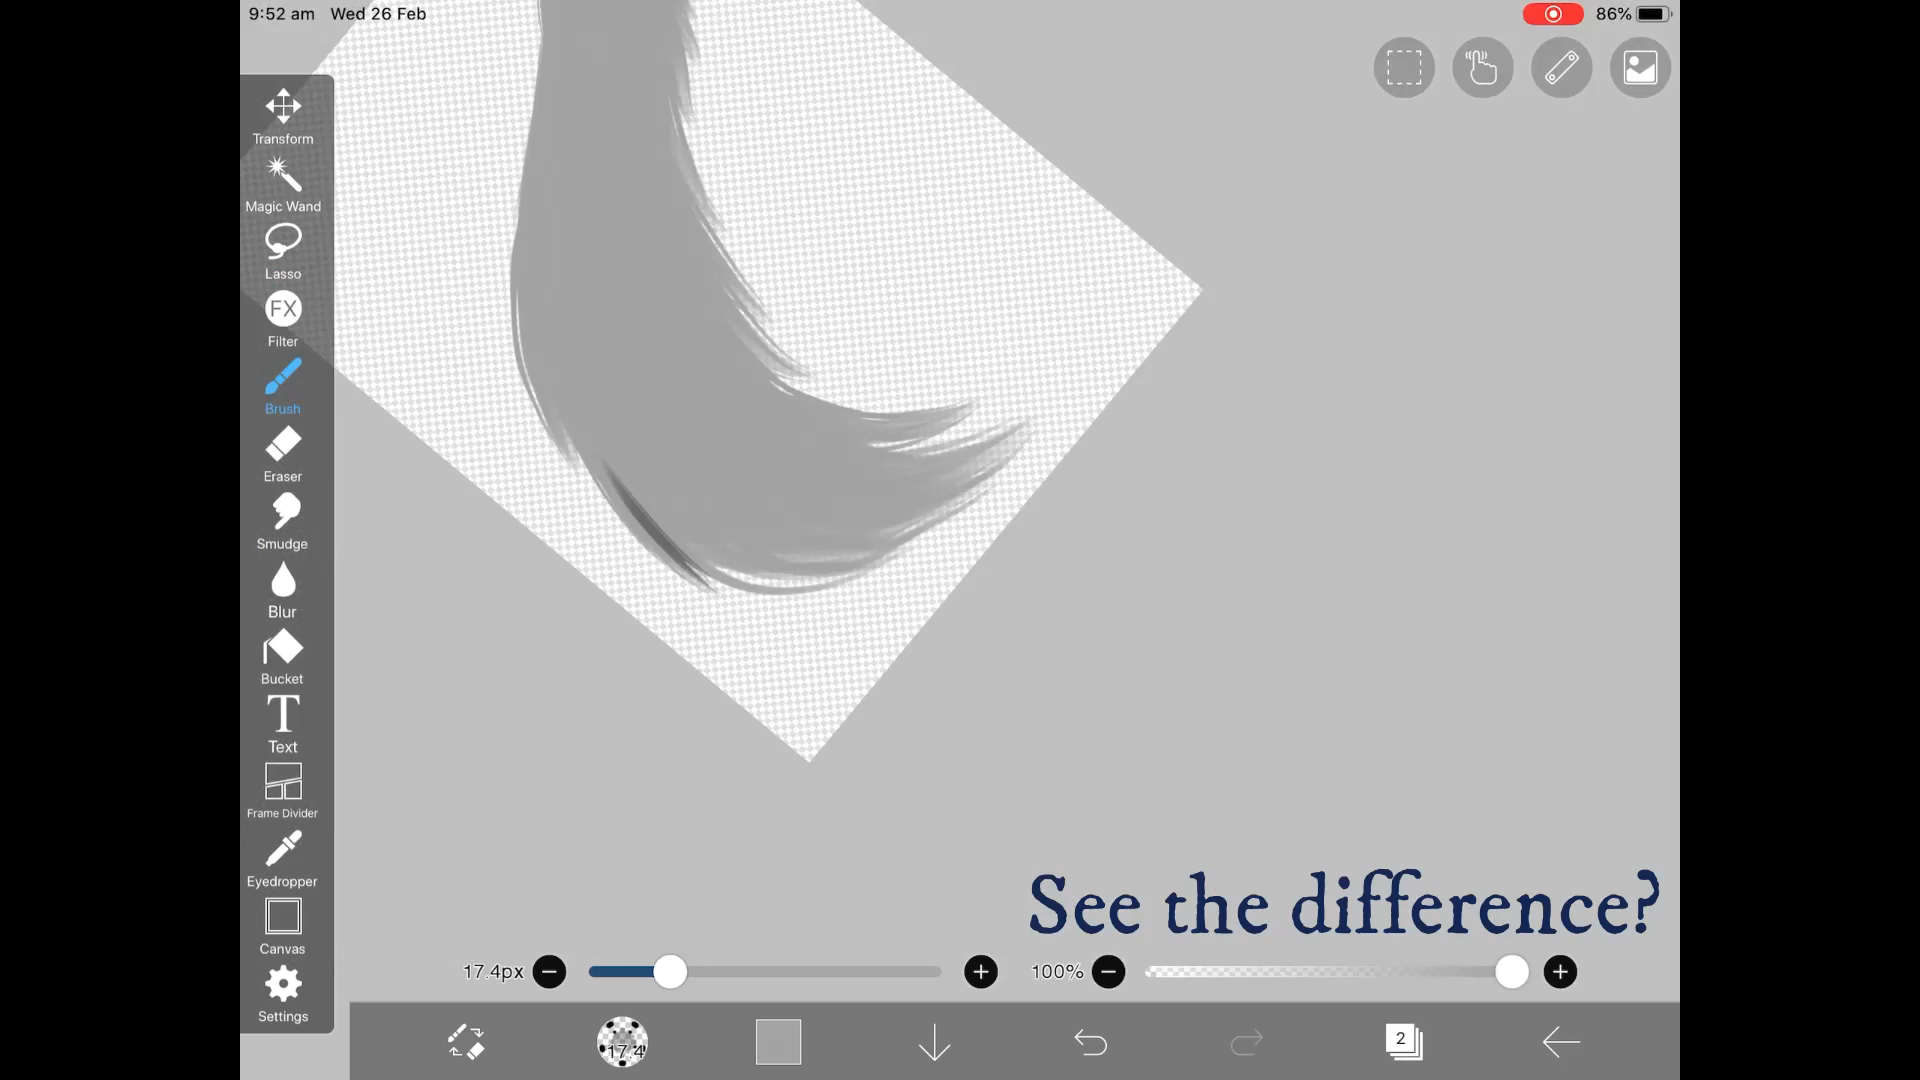 9:52 am Wed 26 Feb
86%
Transform
Magic Wand
Lasso
FX
Filter
Brush
Eraser
Smudge
Blur
Bucket
T
Text
Frame Divider
Eyedropper
Canvas
Settings
See the difference?
17.4px
100%
17.4
2